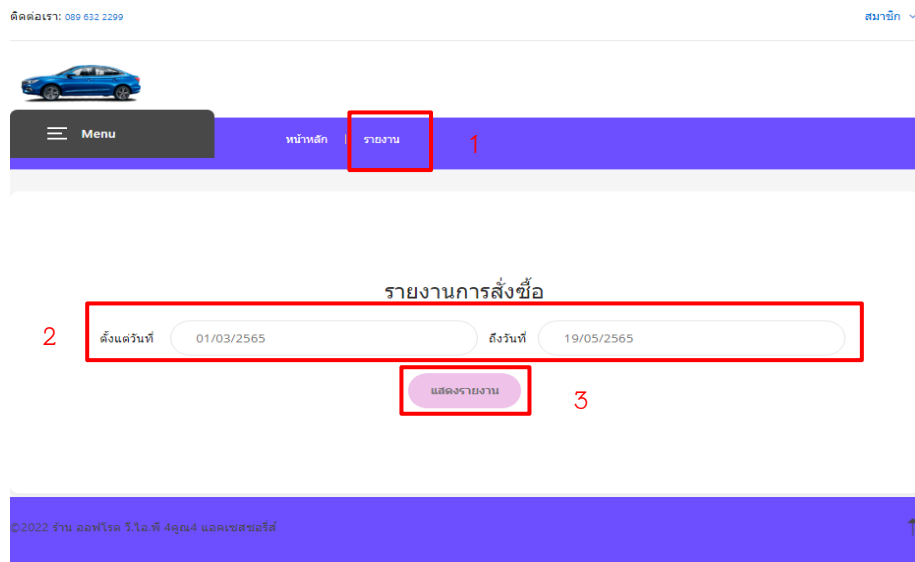 ติดต่อเรา: 089 632 2299
สมาชิก
Menu
หน้าหลัก | รายงาน
1
รายงานการสั่งซื้อ
2
ตั้งแต่วันที่ 01/03/2565 ถึงวันที่ 19/05/2565
แสดงรายงาน
3
©2022 ร้าน ออฟโรด วี.ไอ.พี 4คูณ4 แอคเซสซอรี่ส์